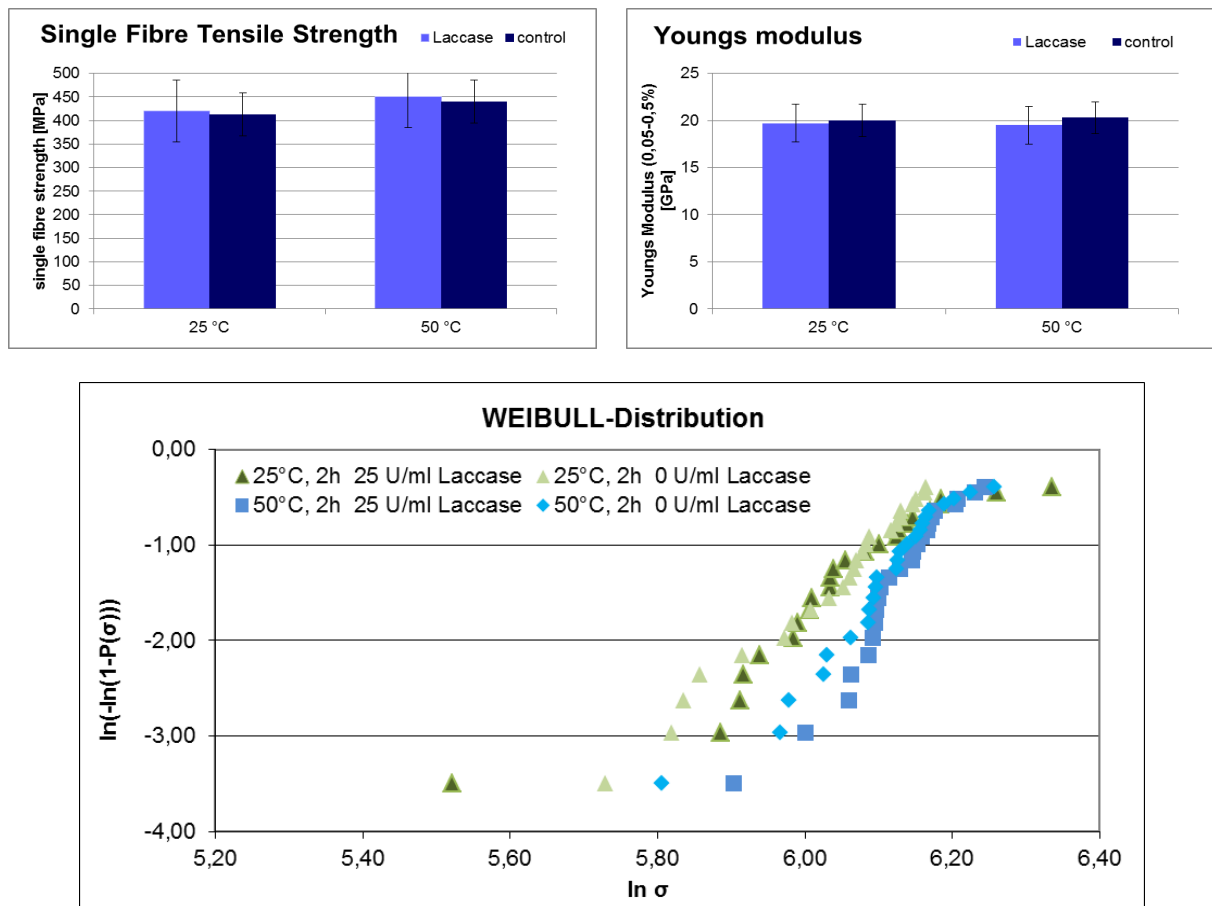 Single Fibre Tensile Strength
Laccase
control
single fibre strength [MPa]
500
450
400
350
300
250
200
150
100
50
0
25 °C
50 °C
Youngs modulus
Laccase
control
Youngs Modulus (0,05-0,5%)
[GPa]
25
20
15
10
5
0
25 °C
50 °C
WEIBULL-Distribution
25°C, 2h 25 U/ml Laccase
25°C, 2h 0 U/ml Laccase
50°C, 2h 25 U/ml Laccase
50°C, 2h 0 U/ml Laccase
ln(-ln(1-P(σ)))
0,00
-1,00
-2,00
-3,00
-4,00
5,20
5,40
5,60
5,80
6,00
6,20
6,40
ln σ